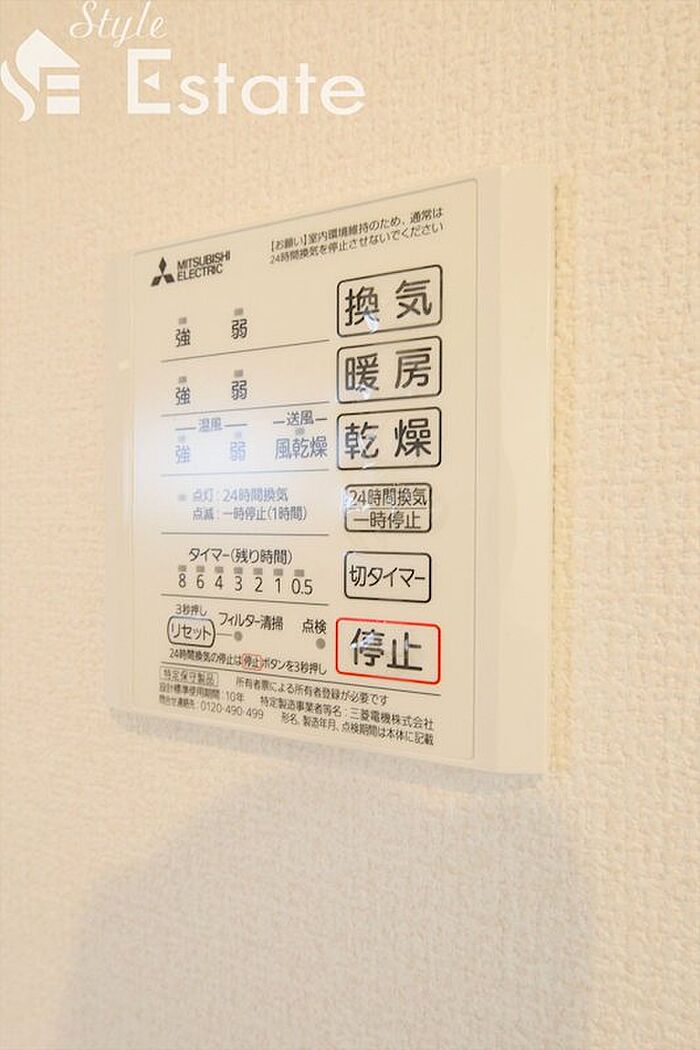 Style
SE Estate
MITSUBISHI
ELECTRIC
【お願い】室内環境維持のため、通常は
24時間換気を停止させないでください
強 弱 換気
強 弱 暖房
温風 送風
強 弱 風乾燥 乾燥
点灯:24時間換気
点滅:一時停止(1時間)
24時間換気
一時停止
タイマー(残り時間)
8 6 4 3 2 1 0.5
切タイマー
3秒押し
リセット フィルター清掃 点検
停止
24時間換気の停止は停止ボタンを3秒押し
特定保守製品 所有者票による所有者登録が必要です
設計標準使用期間:10年 特定製造事業者等名:三菱電機株式会社
問合せ連絡先:0120-490-499 形名、製造年月、点検期間は本体に記載